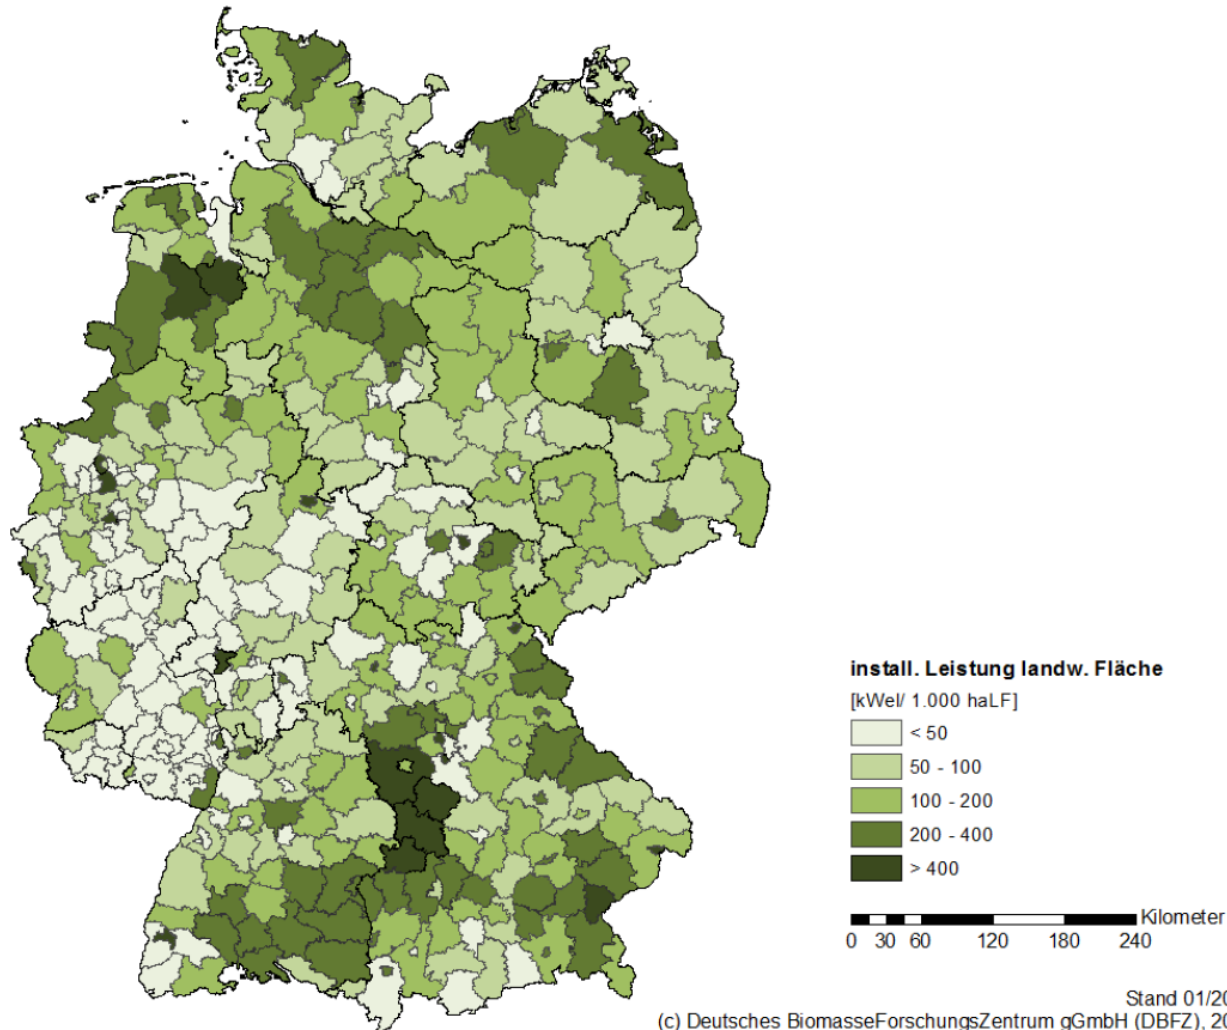 install. Leistung landw. Fläche
[kWel/ 1.000 haLF]
< 50
50 - 100
100 - 200
200 - 400
> 400
Kilometer
0 30 60 120 180 240
Stand 01/20
(c) Deutsches BiomasseForschungsZentrum gGmbH (DBFZ), 20